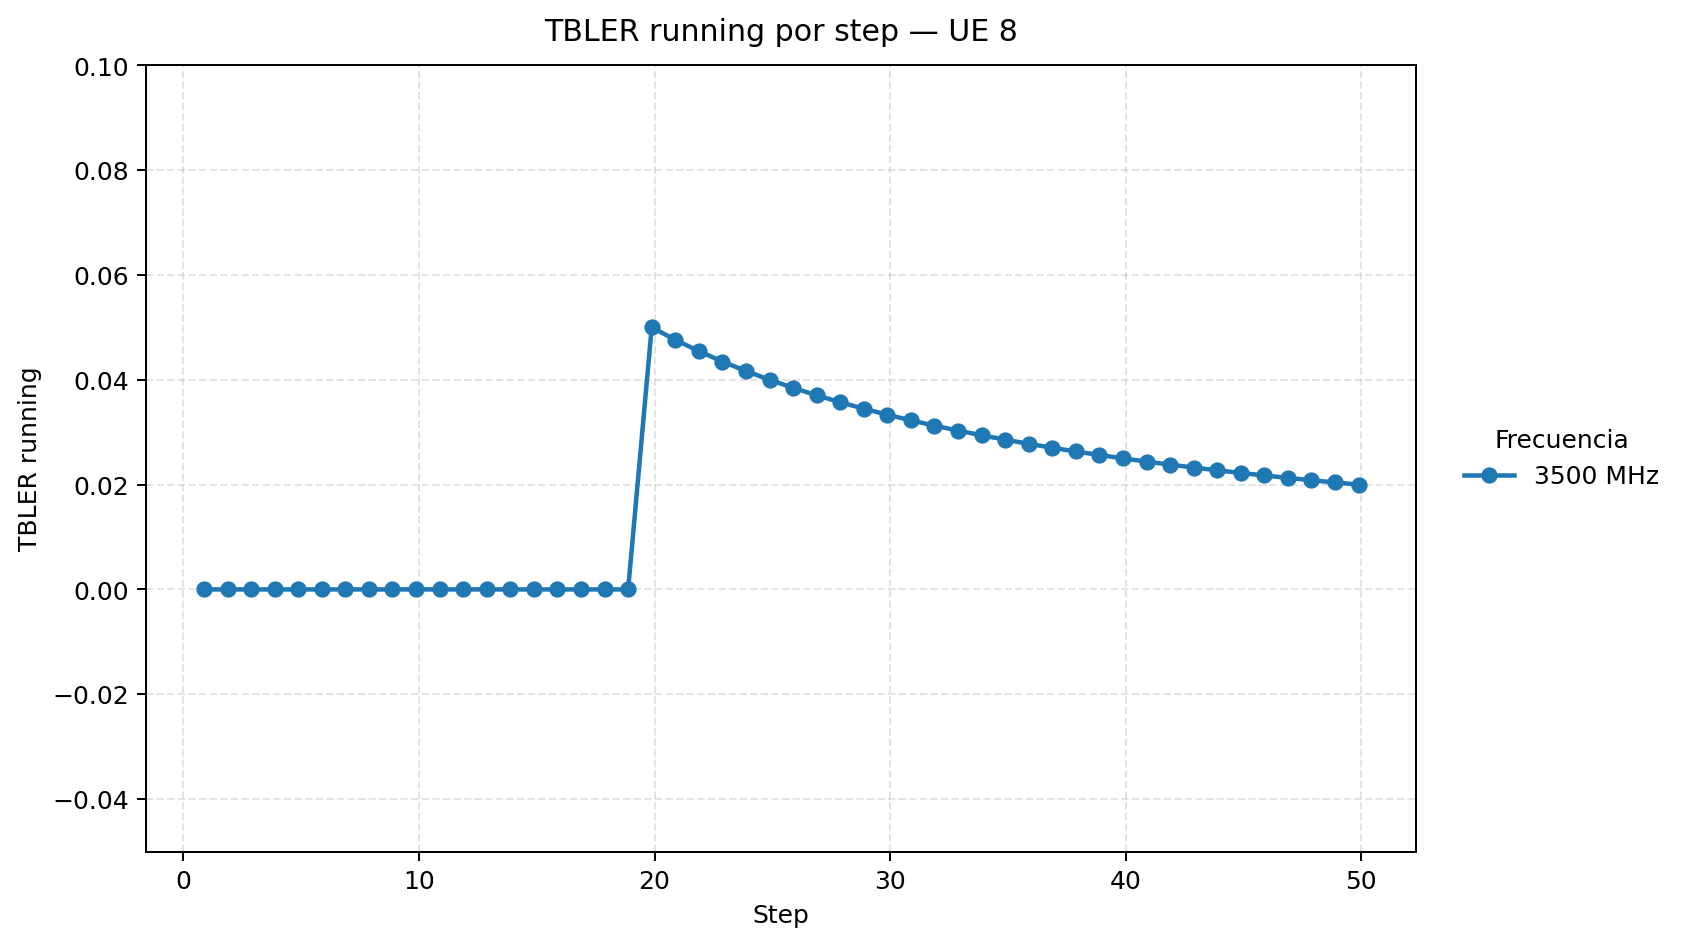 TBLER running por step — UE 8
0.10
0.08
0.06
0.04
0.02
0.00
−0.02
−0.04
TBLER running
0
10
20
30
40
50
Step
Frecuencia
3500 MHz